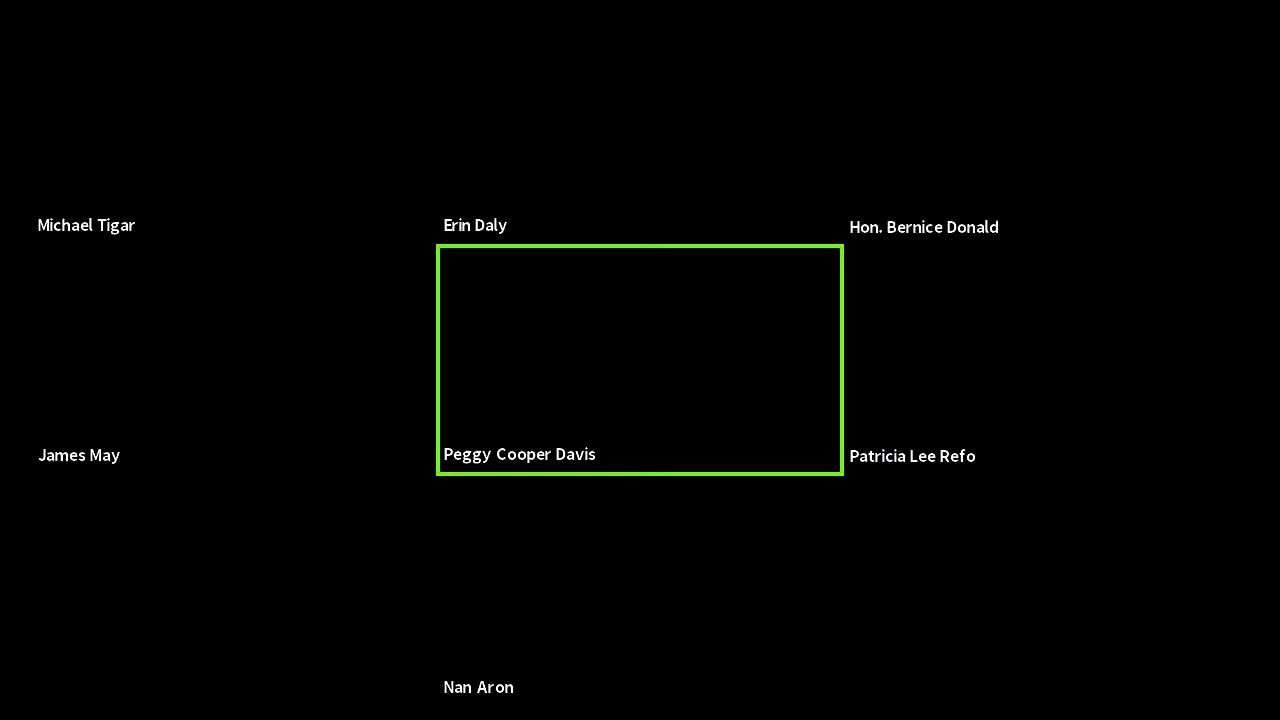 Michael Tigar
Erin Daly
Hon. Bernice Donald
James May
Peggy Cooper Davis
Patricia Lee Refo
Nan Aron